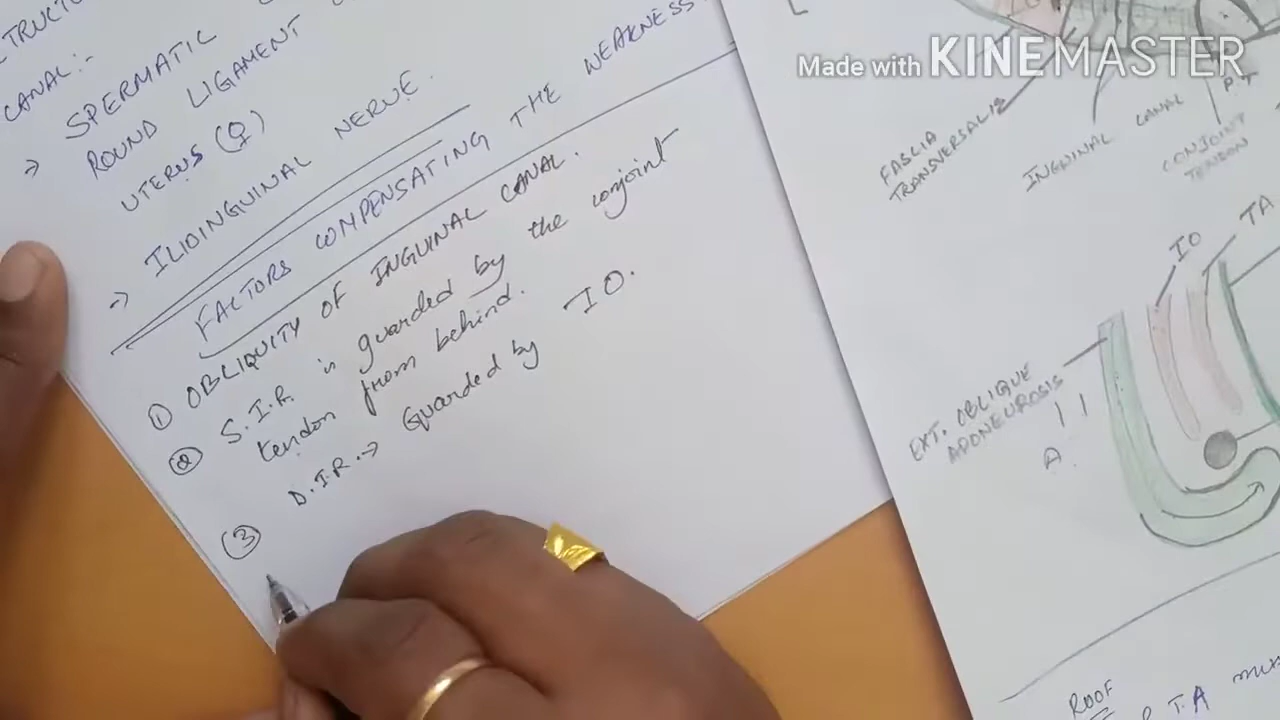 CANAL:-
→ SPERMATIC
ROUND LIGAMENT
UTERUS (♀)
→ ILIOINGUINAL NERVE.
FACTORS COMPENSATING THE WEAKNESS
① OBLIQUITY OF INGUINAL CANAL.
② S.I.R. is guarded by the conjoint
tendon from behind.
D.I.R. → Guarded by IO.
③
Made with KINEMASTER
FASCIA
TRANSVERSALIS
INGUINAL CANAL
P.T
CONJOINT
TENDON
IO
TA
EXT. OBLIQUE
APONEUROSIS
A
ROOF
T.A